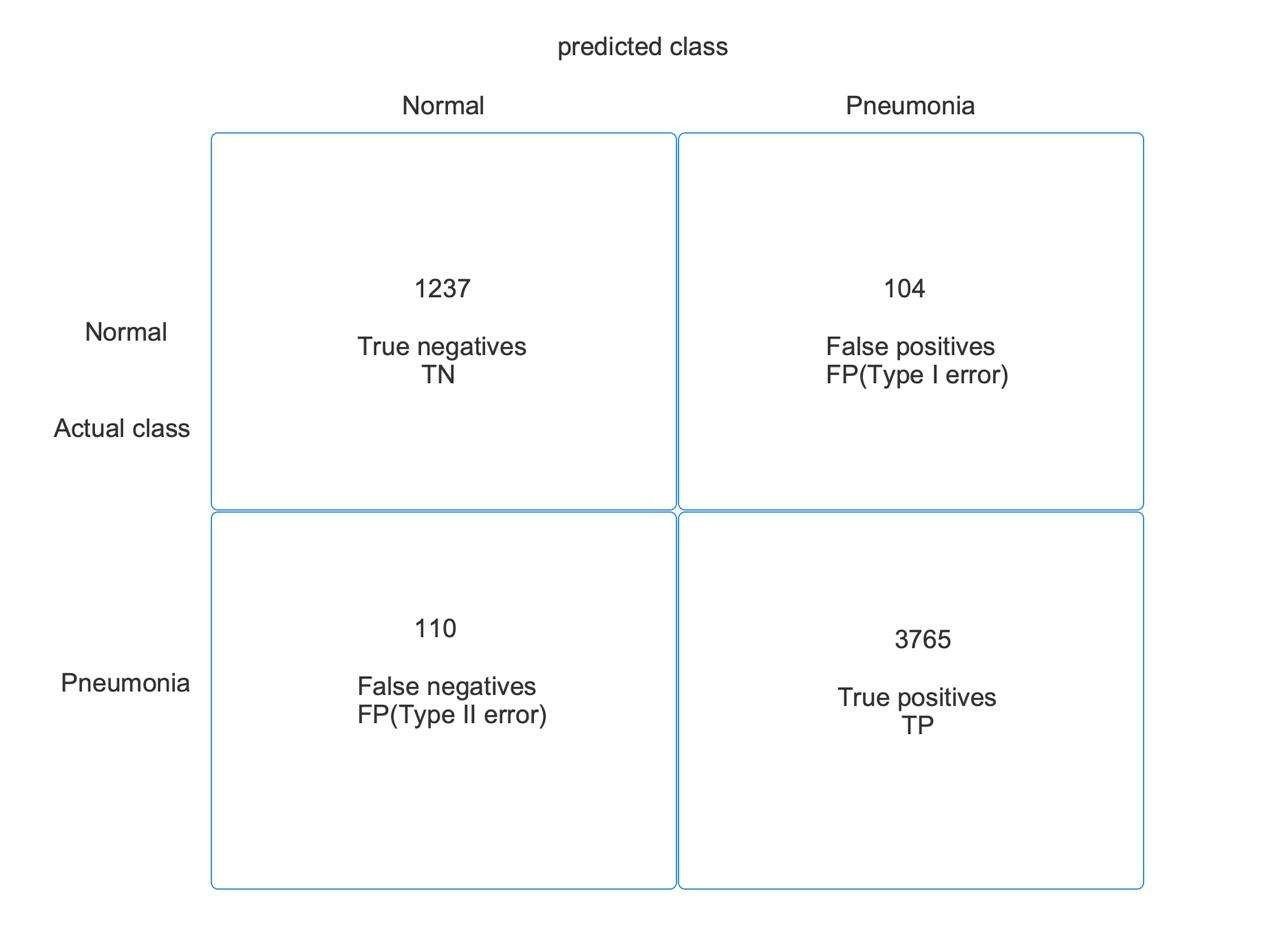 predicted class
Normal
Pneumonia
1237
104
Normal
True negatives
TN
False positives
FP(Type I error)
Actual class
110
3765
Pneumonia
False negatives
FP(Type II error)
True positives
TP